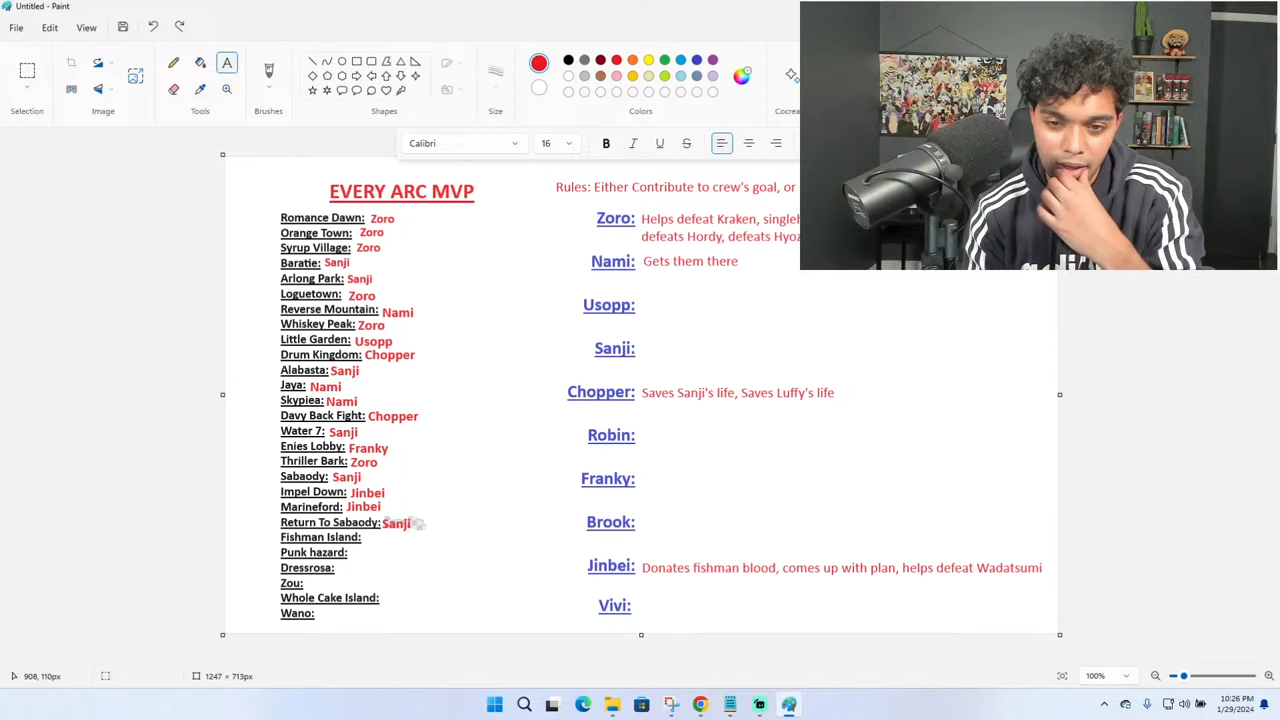 Untitled - Paint
File Edit View
Selection Image Tools Brushes Shapes Size Colors
Calibri 16 B I U S
EVERY ARC MVP
Romance Dawn: Zoro
Orange Town: Zoro
Syrup Village: Zoro
Baratie: Sanji
Arlong Park: Sanji
Loguetown: Zoro
Reverse Mountain: Nami
Whiskey Peak: Zoro
Little Garden: Usopp
Drum Kingdom: Chopper
Alabasta: Sanji
Jaya: Nami
Skypiea: Nami
Davy Back Fight: Chopper
Water 7: Sanji
Enies Lobby: Franky
Thriller Bark: Zoro
Sabaody: Sanji
Impel Down: Jinbei
Marineford: Jinbei
Return To Sabaody: Sanji
Fishman Island:
Punk hazard:
Dressrosa:
Zou:
Whole Cake Island:
Wano:
Rules: Either Contribute to crew's goal, or
Zoro: Helps defeat Kraken,
defeats Hordy, defeats
Nami: Gets them there
Usopp:
Sanji:
Chopper: Saves Sanji's life, Saves Luffy's life
Robin:
Franky:
Brook:
Jinbei: Donates fishman blood, comes up with plan, helps defeat Wadatsumi
Vivi:
908, 110px
1247 × 713px
100%
10:26 PM
1/29/2024